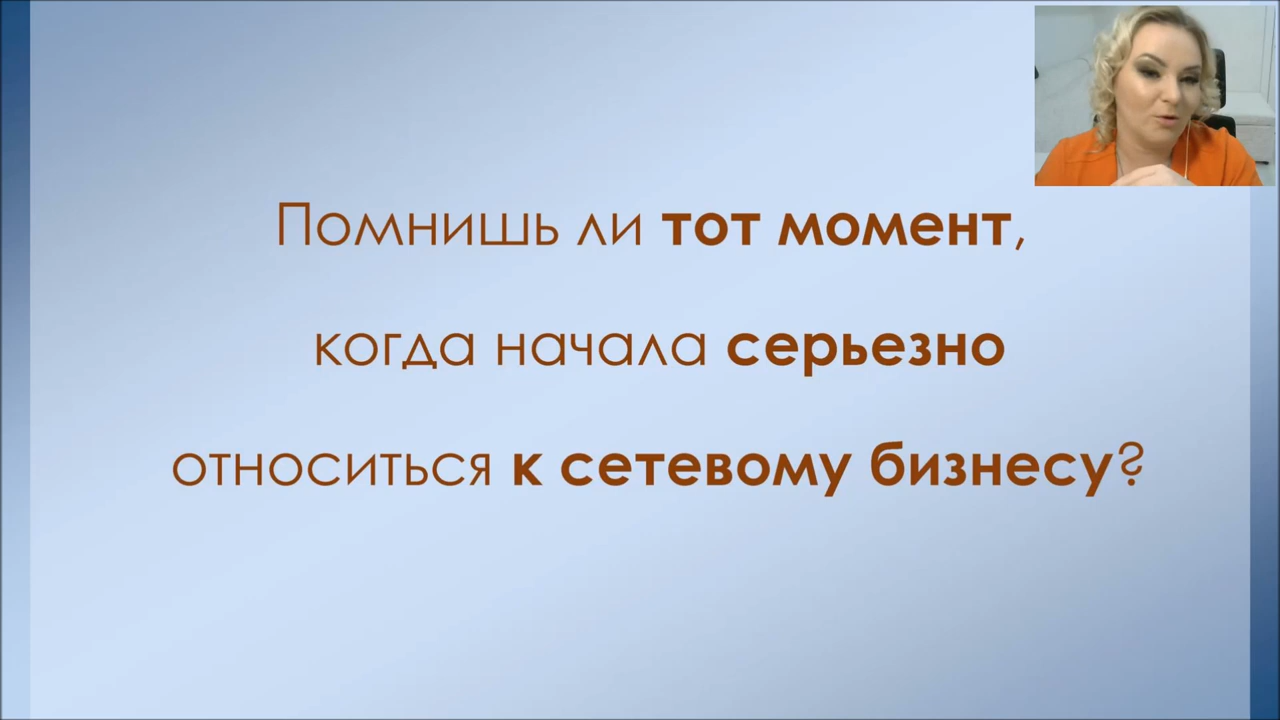 Помнишь ли тот момент,
когда начала серьезно
относиться к сетевому бизнесу?